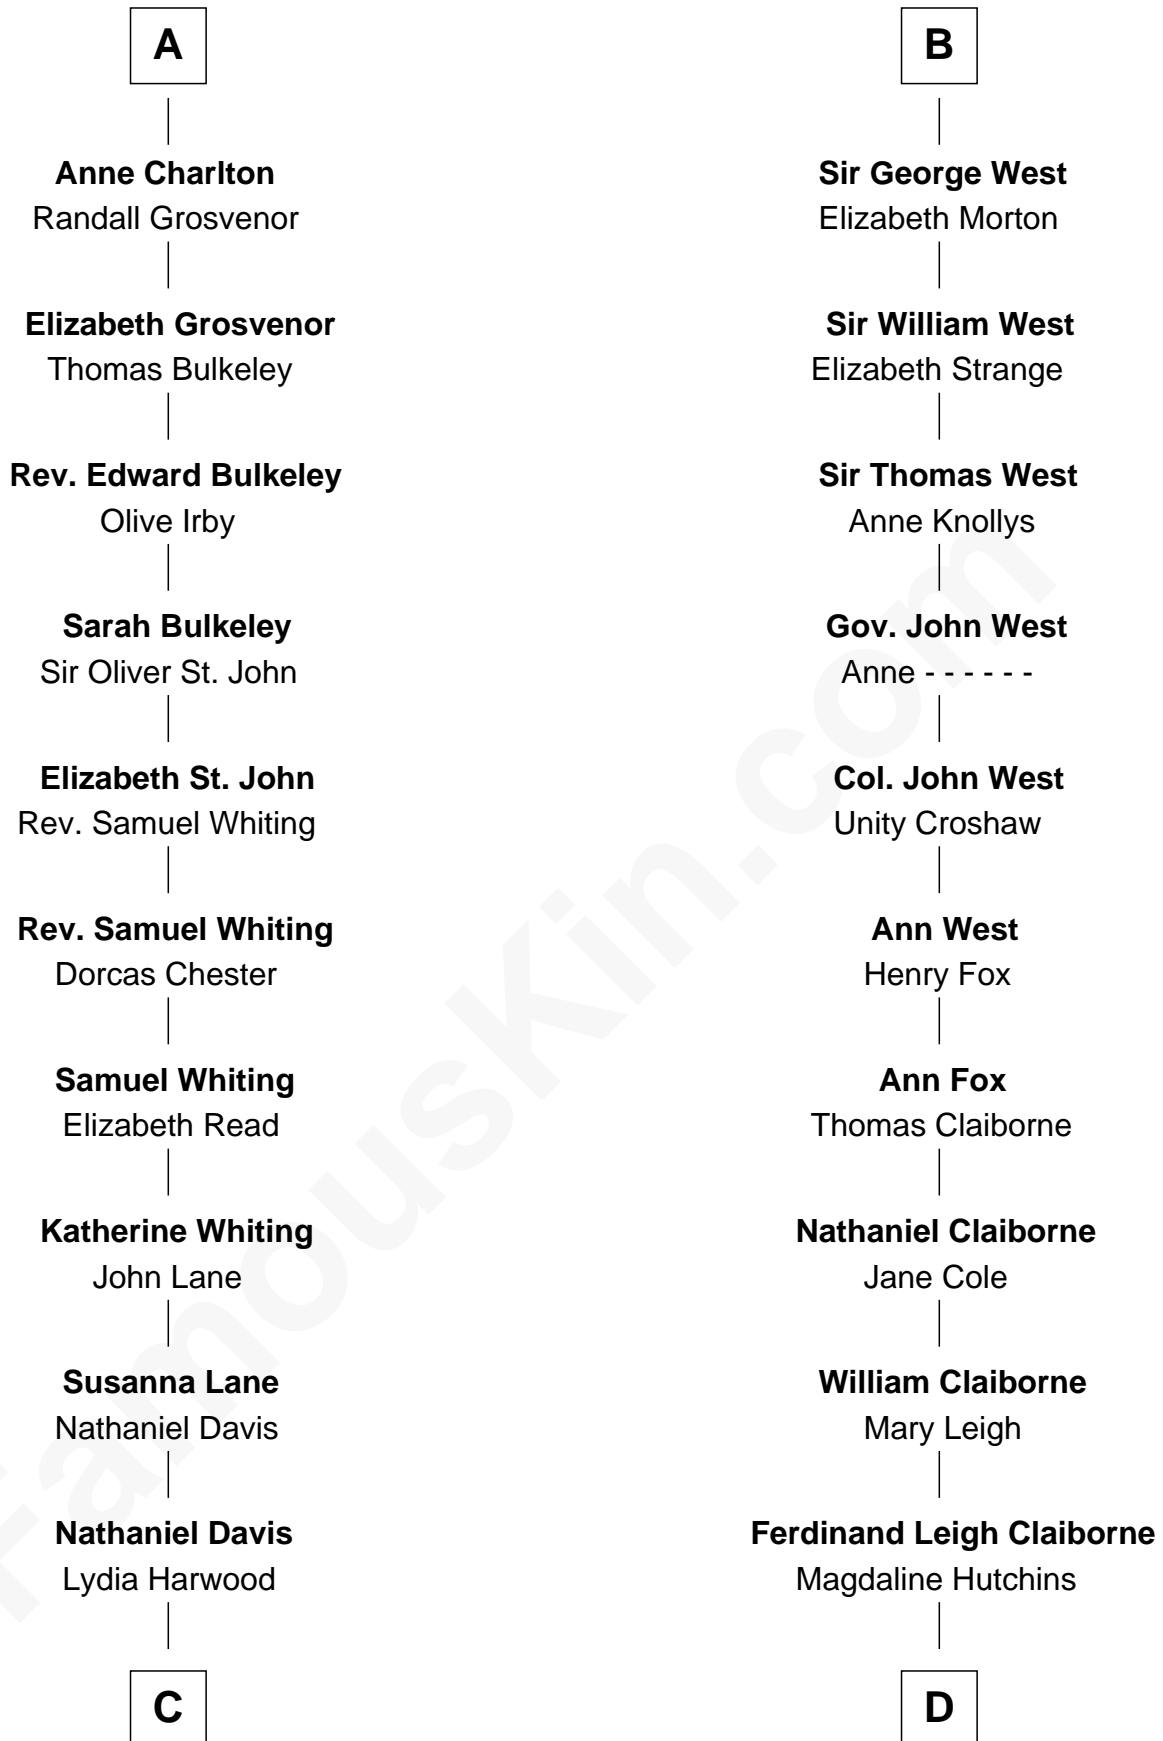 A
Anne Charlton
Randall Grosvenor
Elizabeth Grosvenor
Thomas Bulkeley
Rev. Edward Bulkeley
Olive Irby
Sarah Bulkeley
Sir Oliver St. John
Elizabeth St. John
Rev. Samuel Whiting
Rev. Samuel Whiting
Dorcas Chester
Samuel Whiting
Elizabeth Read
Katherine Whiting
John Lane
Susanna Lane
Nathaniel Davis
Nathaniel Davis
Lydia Harwood
C
B
Sir George West
Elizabeth Morton
Sir William West
Elizabeth Strange
Sir Thomas West
Anne Knollys
Gov. John West
Anne - - - - - -
Col. John West
Unity Croshaw
Ann West
Henry Fox
Ann Fox
Thomas Claiborne
Nathaniel Claiborne
Jane Cole
William Claiborne
Mary Leigh
Ferdinand Leigh Claiborne
Magdaline Hutchins
D
FamousKin.com